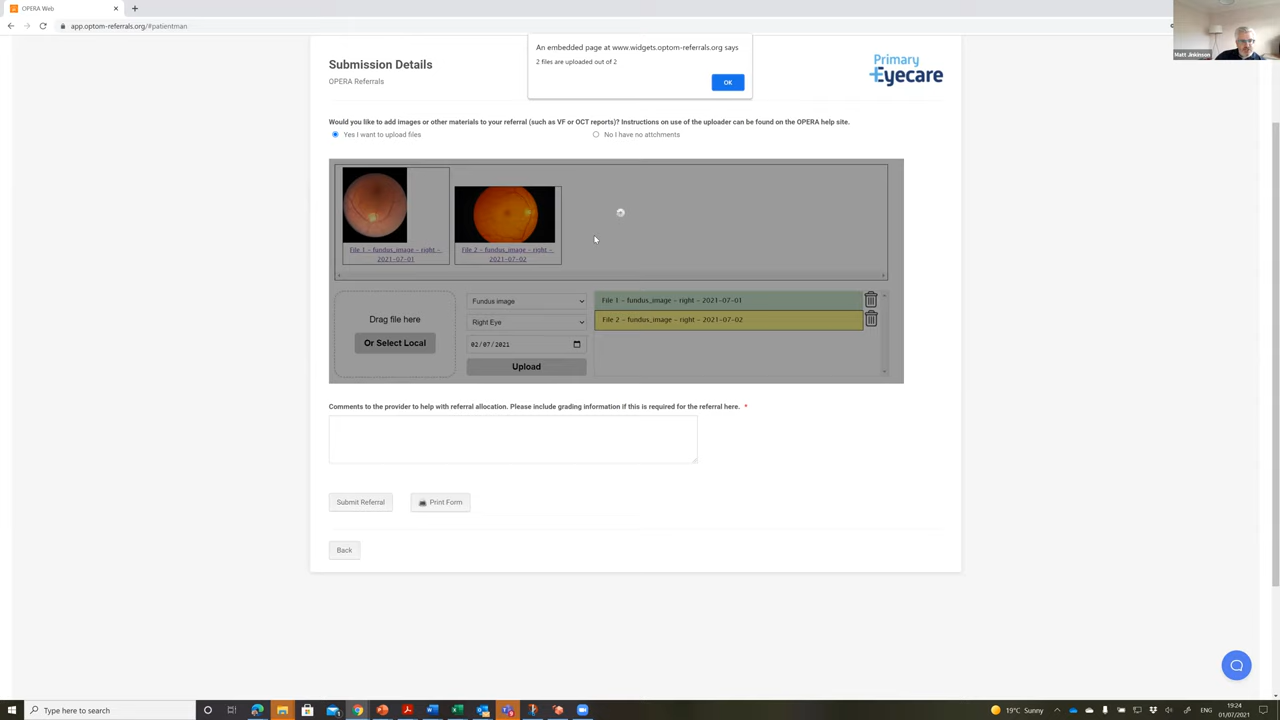 OPERA Web
app.optom-referrals.org/#patientman
Matt Jinkinson
An embedded page at www.widgets.optom-referrals.org says
2 files are uploaded out of 2
OK
Submission Details
OPERA Referrals
Primary
Eyecare
Would you like to add images or other materials to your referral (such as VF or OCT reports)? Instructions on use of the uploader can be found on the OPERA help site.
Yes I want to upload files
No I have no attchments
File 1 - fundus_image - right -
2021-07-01
File 2 - fundus_image - right -
2021-07-02
Drag file here
Or Select Local
Fundus image
Right Eye
02/07/2021
Upload
File 1 - fundus_image - right - 2021-07-01
File 2 - fundus_image - right - 2021-07-02
Comments to the provider to help with referral allocation. Please include grading information if this is required for the referral here. *
Submit Referral
Print Form
Back
Type here to search
19°C Sunny
ENG
19:24
01/07/2021